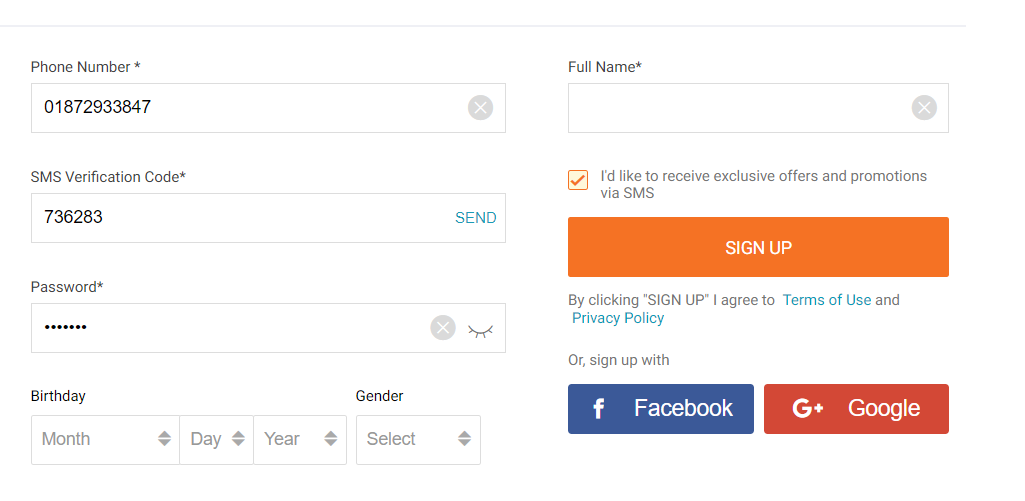 Phone Number *
01872933847
SMS Verification Code*
736283 SEND
Password*
•••••••
Birthday Gender
Month Day Year Select
Full Name*
I'd like to receive exclusive offers and promotions
via SMS
SIGN UP
By clicking "SIGN UP" I agree to Terms of Use and
Privacy Policy
Or, sign up with
f Facebook G+ Google